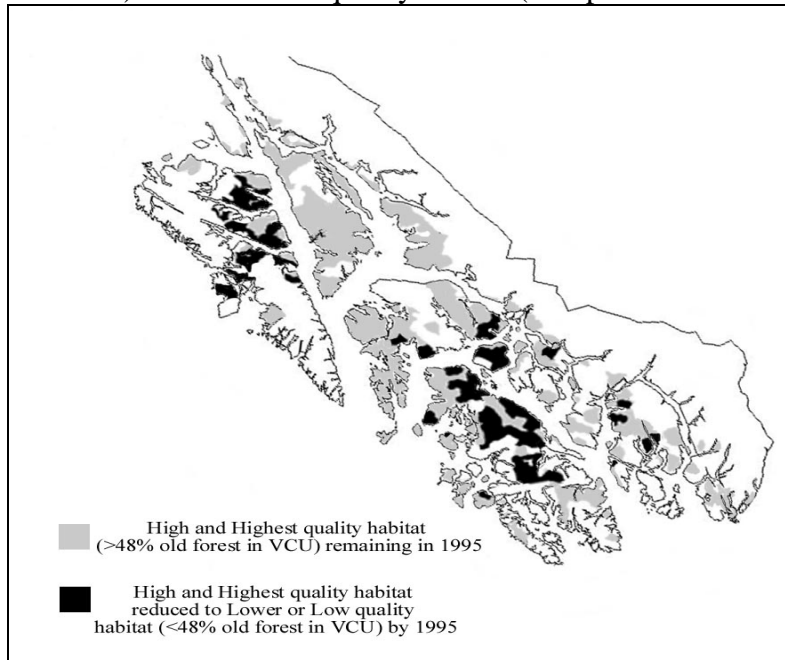 quality
High and Highest quality habitat
(>48% old forest in VCU) remaining in 1995
High and Highest quality habitat
reduced to Lower or Low quality
habitat (<48% old forest in VCU) by 1995